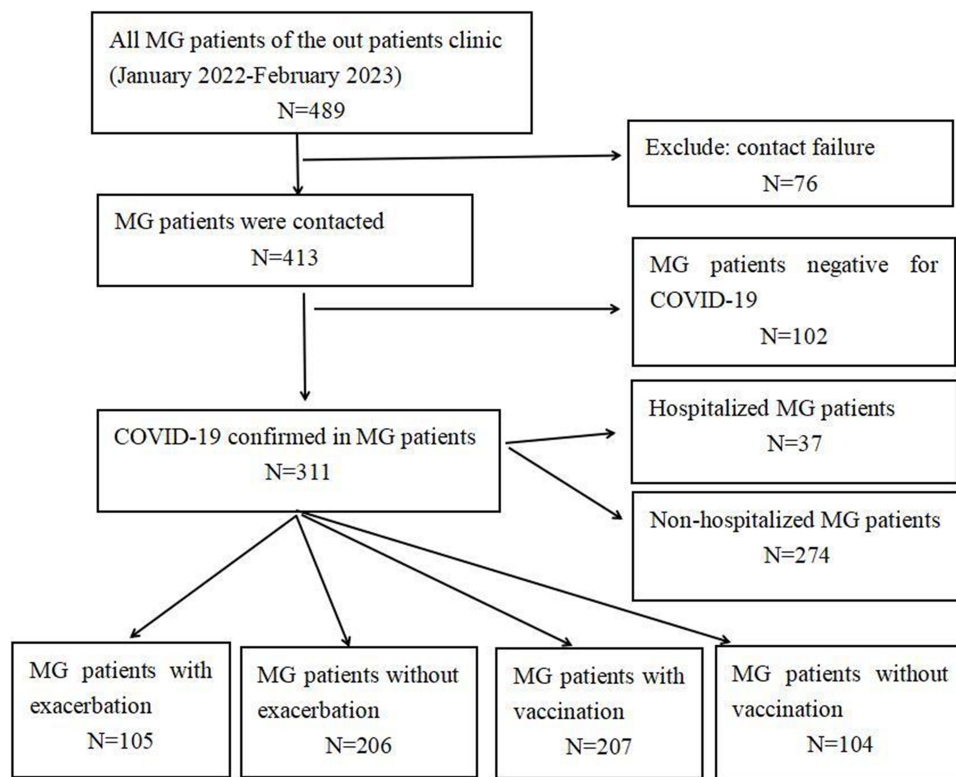 All MG patients of the out patients clinic
(January 2022-February 2023)
N=489
Exclude: contact failure
N=76
MG patients were contacted
N=413
MG patients negative for
COVID-19
N=102
Hospitalized MG patients
N=37
COVID-19 confirmed in MG patients
N=311
Non-hospitalized MG patients
N=274
MG patients with
exacerbation
N=105
MG patients without
exacerbation
N=206
MG patients with
vaccination
N=207
MG patients without
vaccination
N=104